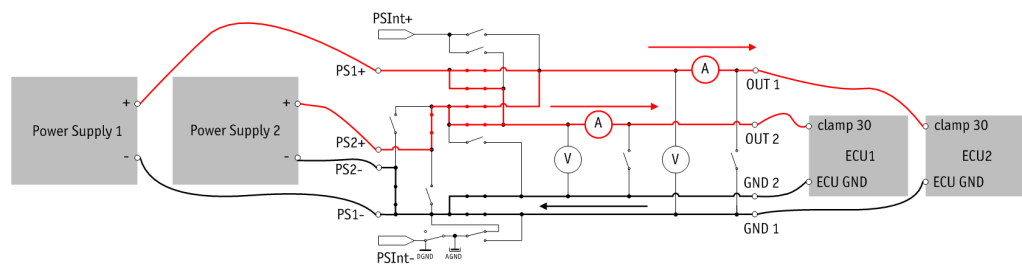 PSInt+
PS1+
A
OUT 1
+
+
Power Supply 1
Power Supply 2
A
clamp 30
clamp 30
PS2+
OUT 2
ECU1
ECU2
-
-
V
V
PS2-
GND 2
ECU GND
ECU GND
PS1-
GND 1
PSInt-
DGND
AGND